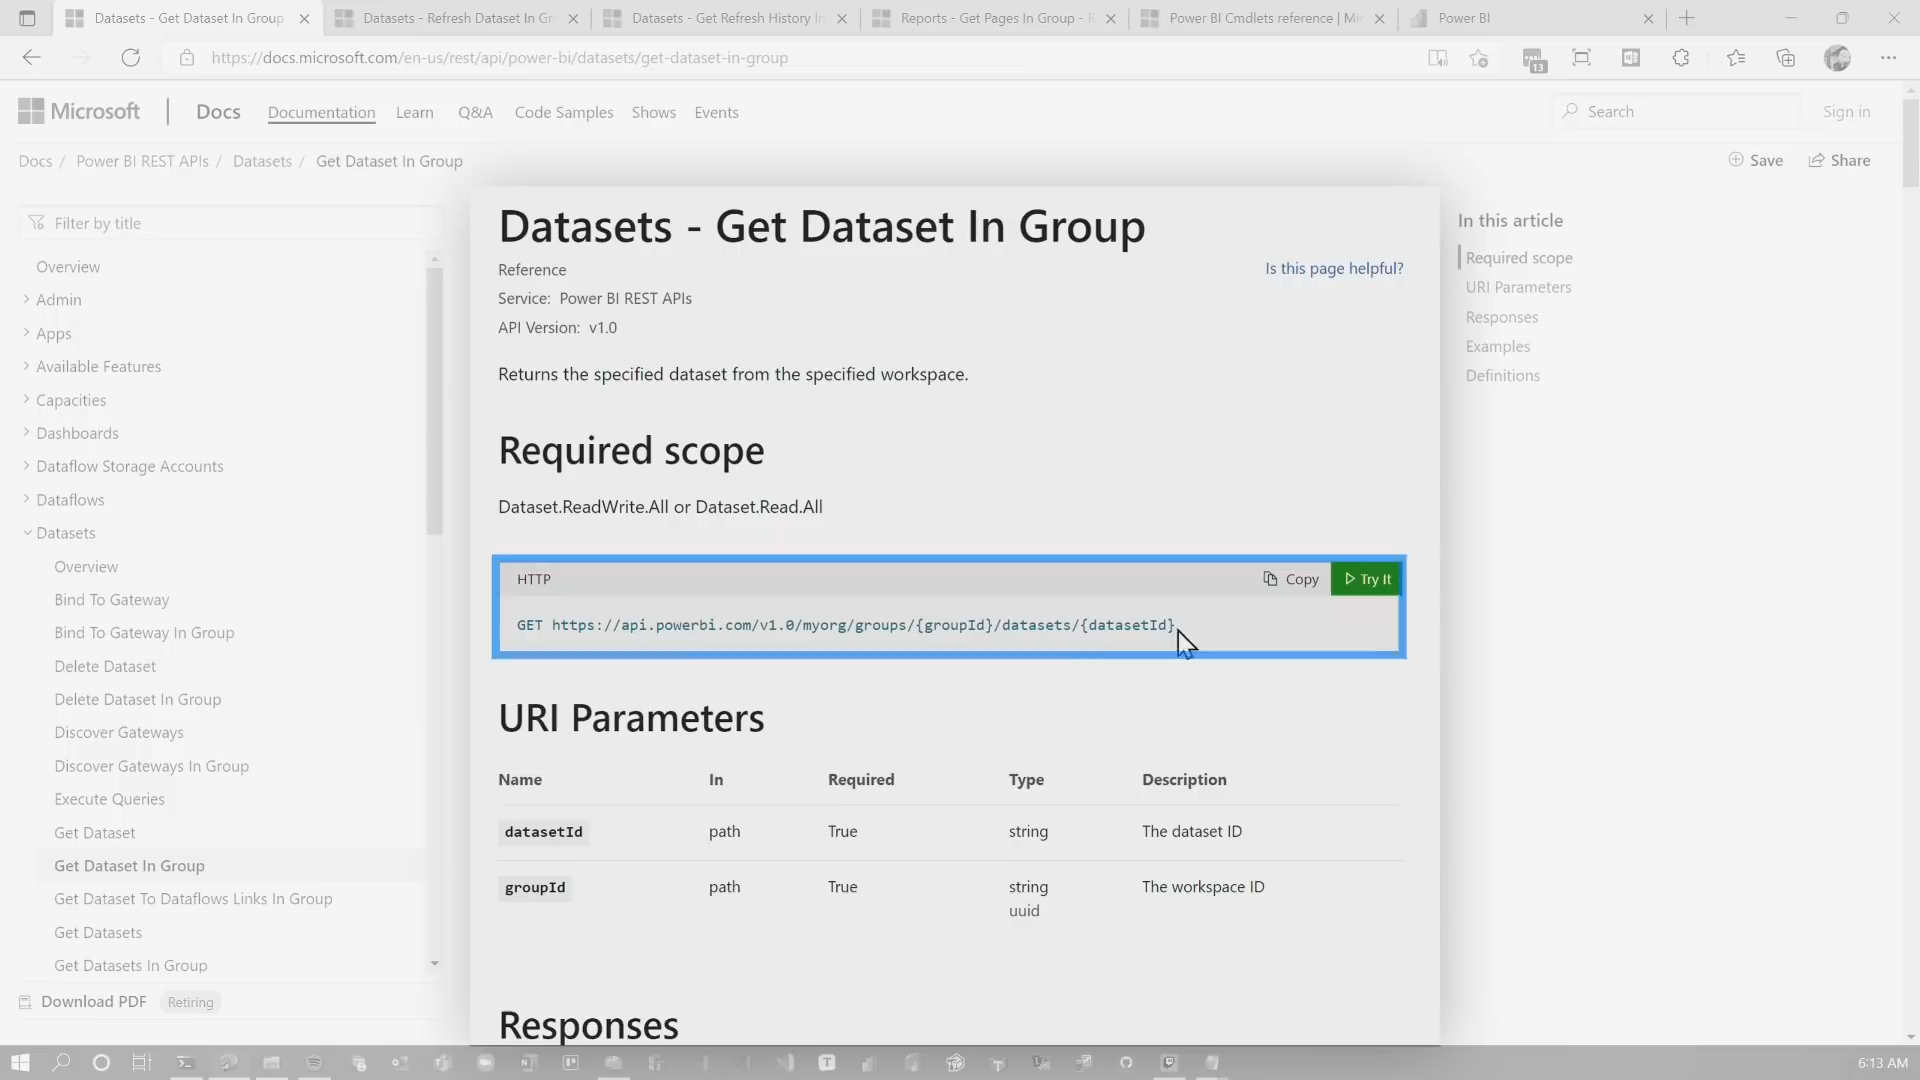 Datasets - Get Dataset In Group
Datasets - Refresh Dataset In Gr
Datasets - Get Refresh History In
Reports - Get Pages In Group - R
Power BI Cmdlets reference | Mi
Power BI
https://docs.microsoft.com/en-us/rest/api/power-bi/datasets/get-dataset-in-group
13
Microsoft
Docs
Documentation
Learn
Q&A
Code Samples
Shows
Events
Search
Sign in
Docs / Power BI REST APIs / Datasets / Get Dataset In Group
Save
Share
Filter by title
Overview
Admin
Apps
Available Features
Capacities
Dashboards
Dataflow Storage Accounts
Dataflows
Datasets
Overview
Bind To Gateway
Bind To Gateway In Group
Delete Dataset
Delete Dataset In Group
Discover Gateways
Discover Gateways In Group
Execute Queries
Get Dataset
Get Dataset In Group
Get Dataset To Dataflows Links In Group
Get Datasets
Get Datasets In Group
Download PDF
Retiring
Datasets - Get Dataset In Group
Reference
Is this page helpful?
Service: Power BI REST APIs
API Version: v1.0
Returns the specified dataset from the specified workspace.
Required scope
Dataset.ReadWrite.All or Dataset.Read.All
HTTP
Copy
Try It
GET https://api.powerbi.com/v1.0/myorg/groups/{groupId}/datasets/{datasetId}
URI Parameters
Name In Required Type Description
datasetId path True string The dataset ID
groupId path True string The workspace ID
uuid
Responses
In this article
Required scope
URI Parameters
Responses
Examples
Definitions
6:13 AM